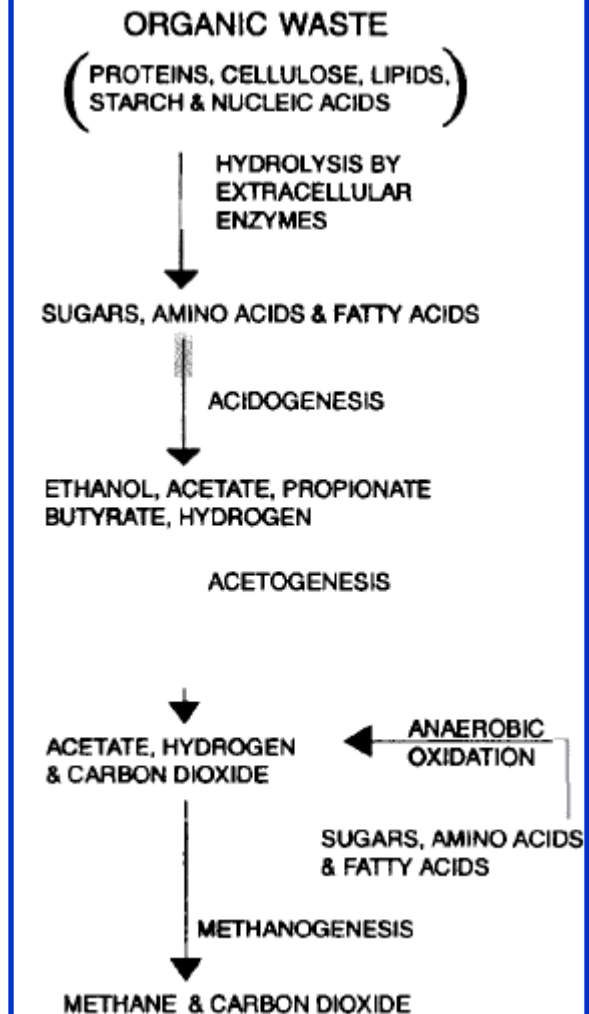 ORGANIC WASTE
(PROTEINS, CELLULOSE, LIPIDS,
STARCH & NUCLEIC ACIDS)
HYDROLYSIS BY
EXTRACELLULAR
ENZYMES
SUGARS, AMINO ACIDS & FATTY ACIDS
ACIDOGENESIS
ETHANOL, ACETATE, PROPIONATE
BUTYRATE, HYDROGEN
ACETOGENESIS
ACETATE, HYDROGEN
& CARBON DIOXIDE
ANAEROBIC
OXIDATION
SUGARS, AMINO ACIDS
& FATTY ACIDS
METHANOGENESIS
METHANE & CARBON DIOXIDE